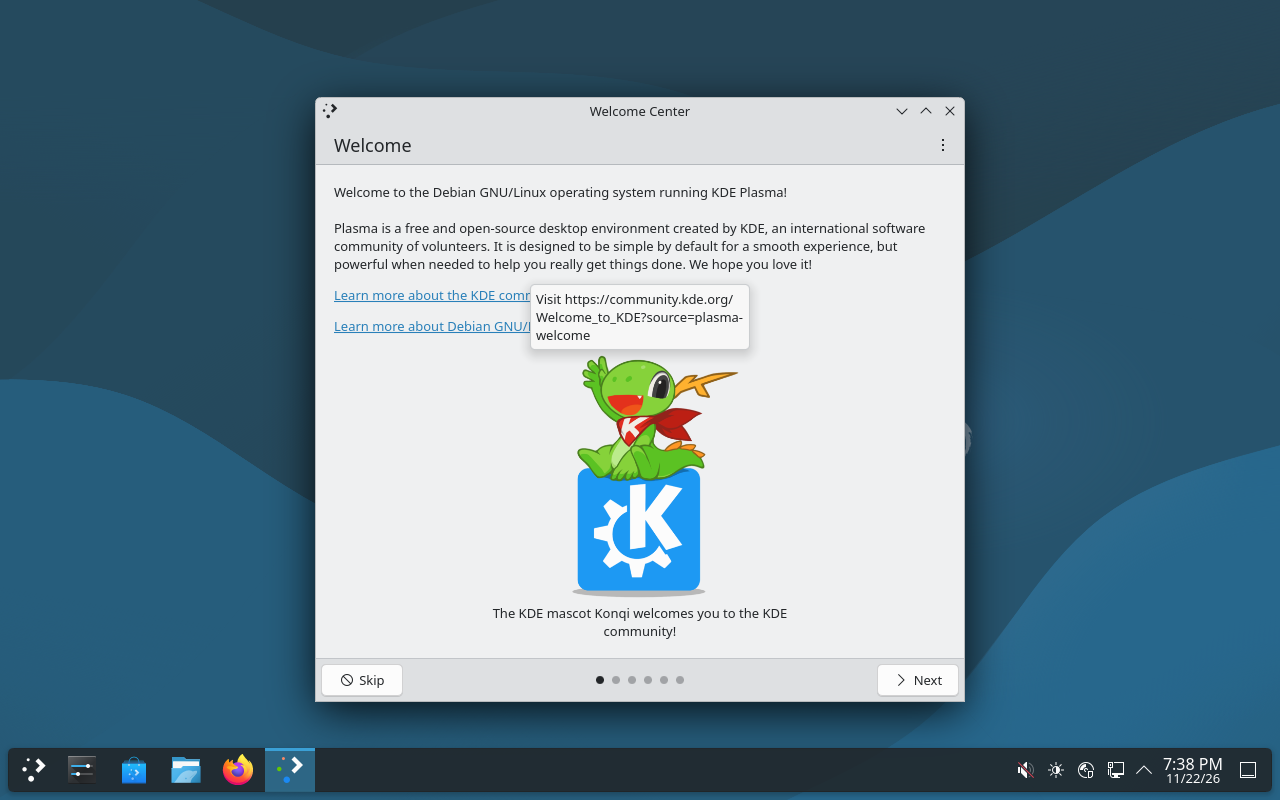 Welcome Center
Welcome
Welcome to the Debian GNU/Linux operating system running KDE Plasma!
Plasma is a free and open-source desktop environment created by KDE, an international software
community of volunteers. It is designed to be simple by default for a smooth experience, but
powerful when needed to help you really get things done. We hope you love it!
Learn more about the KDE
Learn more about Debian
Visit https://community.kde.org/
Welcome_to_KDE?source=plasma-
welcome
K
K
The KDE mascot Konqi welcomes you to the KDE
community!
Skip
Next
7:38 PM
11/22/26